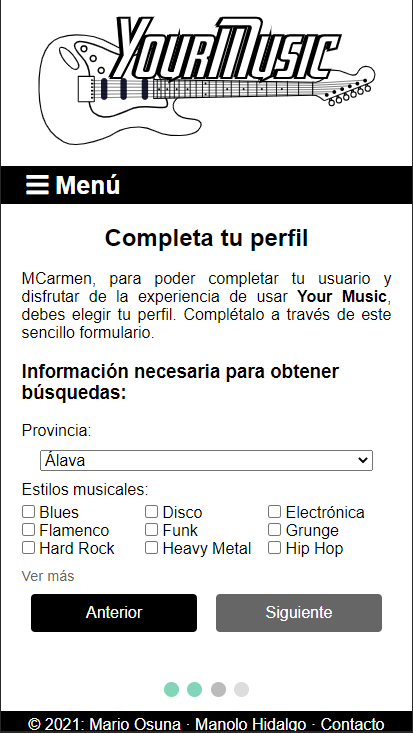 YourMusic
☰ Menú
Completa tu perfil
MCarmen, para poder completar tu usuario y
disfrutar de la experiencia de usar Your Music,
debes elegir tu perfil. Complétalo a través de este
sencillo formulario.
Información necesaria para obtener
búsquedas:
Provincia:
Álava
Estilos musicales:
Blues Disco Electrónica
Flamenco Funk Grunge
Hard Rock Heavy Metal Hip Hop
Ver más
Anterior Siguiente
© 2021: Mario Osuna · Manolo Hidalgo · Contacto